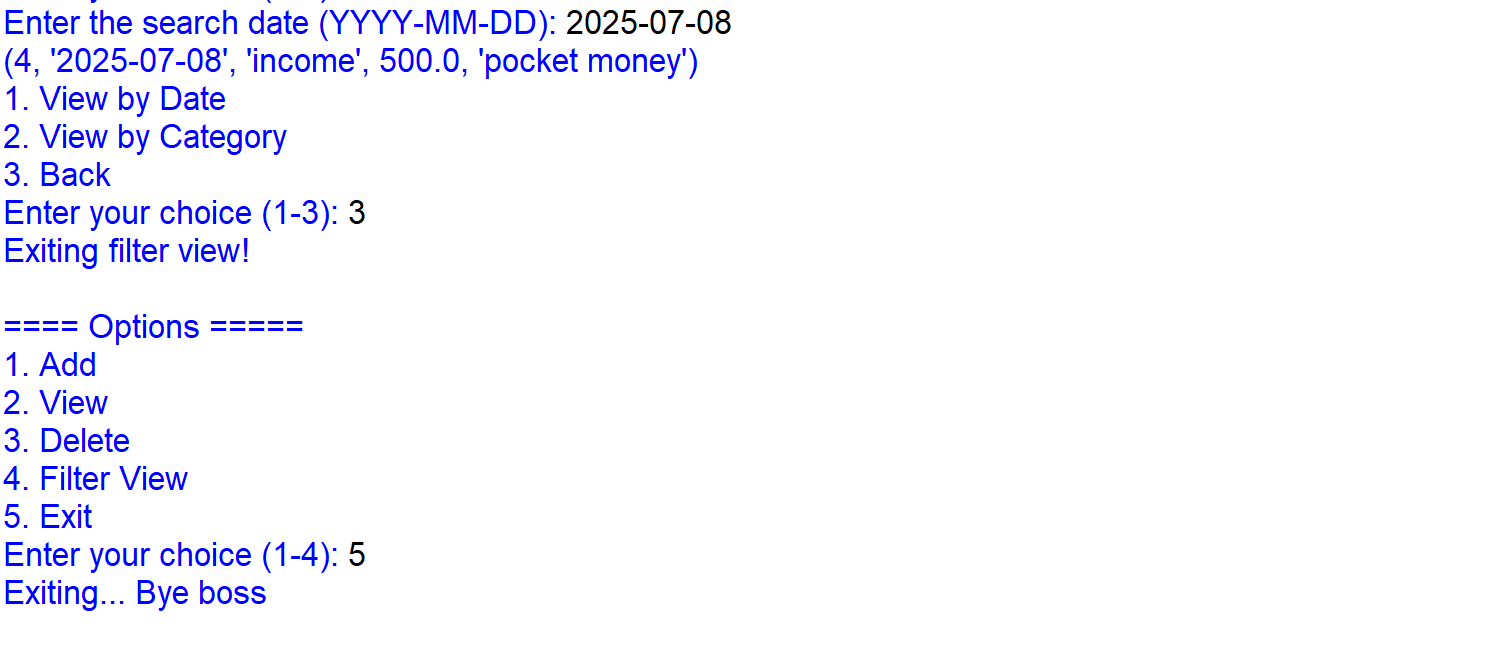 Enter the search date (YYYY-MM-DD): 2025-07-08
(4, '2025-07-08', 'income', 500.0, 'pocket money')
1. View by Date
2. View by Category
3. Back
Enter your choice (1-3): 3
Exiting filter view!
==== Options =====
1. Add
2. View
3. Delete
4. Filter View
5. Exit
Enter your choice (1-4): 5
Exiting... Bye boss